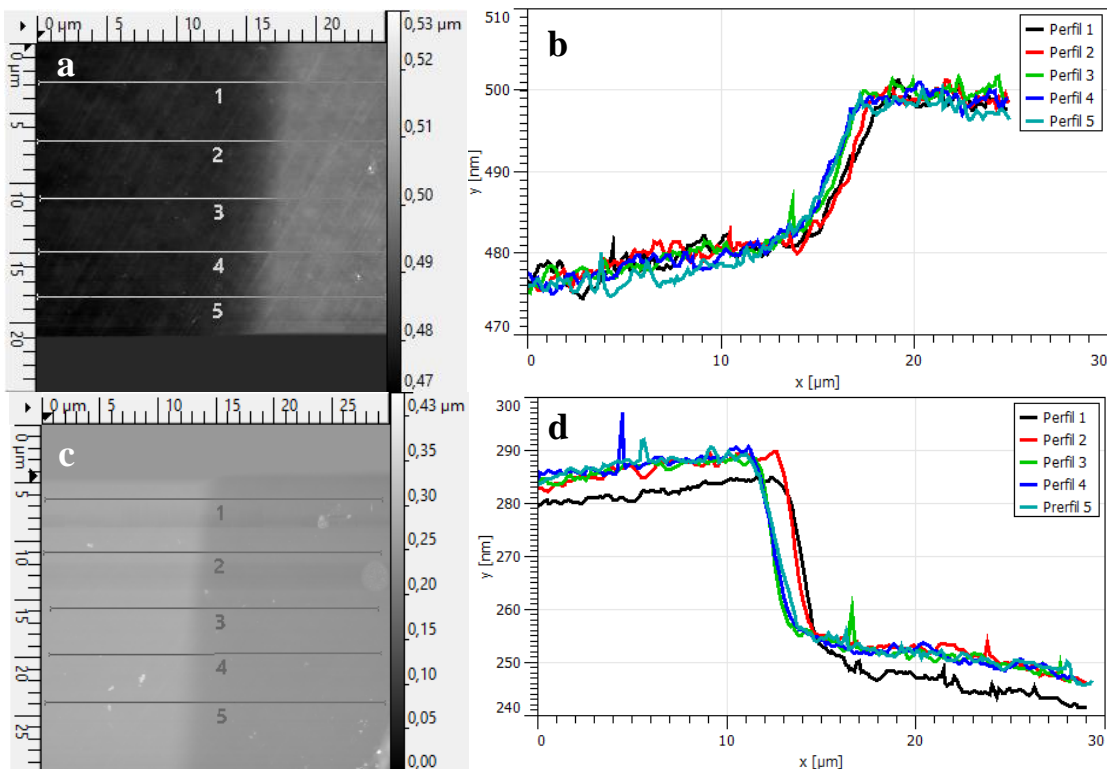 0 µm 5 10 15 20
0,53 µm
0 µm
5
10
15
20
a
1
2
3
4
5
0,52
0,51
0,50
0,49
0,48
0,47
b
510
500
490
480
470
y [nm]
0 10 20 30
x [µm]
Perfil 1
Perfil 2
Perfil 3
Perfil 4
Perfil 5
0 µm 5 10 15 20 25
0,43 µm
0 µm
5
10
15
20
25
c
1
2
3
4
5
0,35
0,30
0,25
0,20
0,15
0,10
0,05
0,00
d
300
290
280
270
260
250
240
y [nm]
0 10 20 30
x [µm]
Perfil 1
Perfil 2
Perfil 3
Perfil 4
Prerfil 5